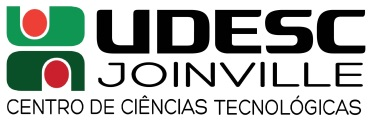 UDESC
JOINVILLE
CENTRO DE CIÊNCIAS TECNOLÓGICAS